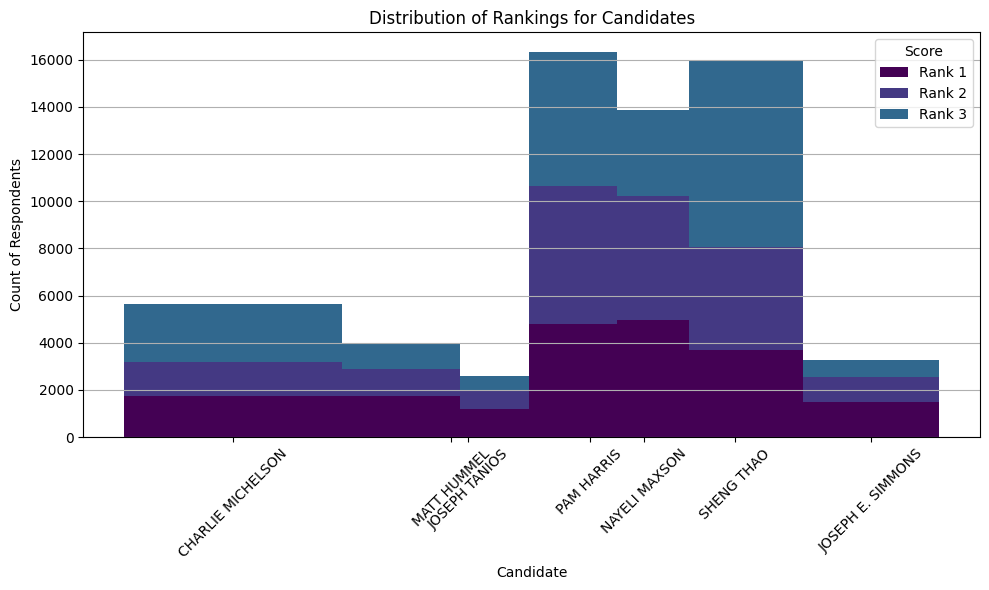 Distribution of Rankings for Candidates
Count of Respondents
16000
14000
12000
10000
8000
6000
4000
2000
0
Score
Rank 1
Rank 2
Rank 3
CHARLIE MICHELSON
MATT HUMMEL
JOSEPH TANIOS
PAM HARRIS
NAYELI MAXSON
SHENG THAO
JOSEPH E. SIMMONS
Candidate